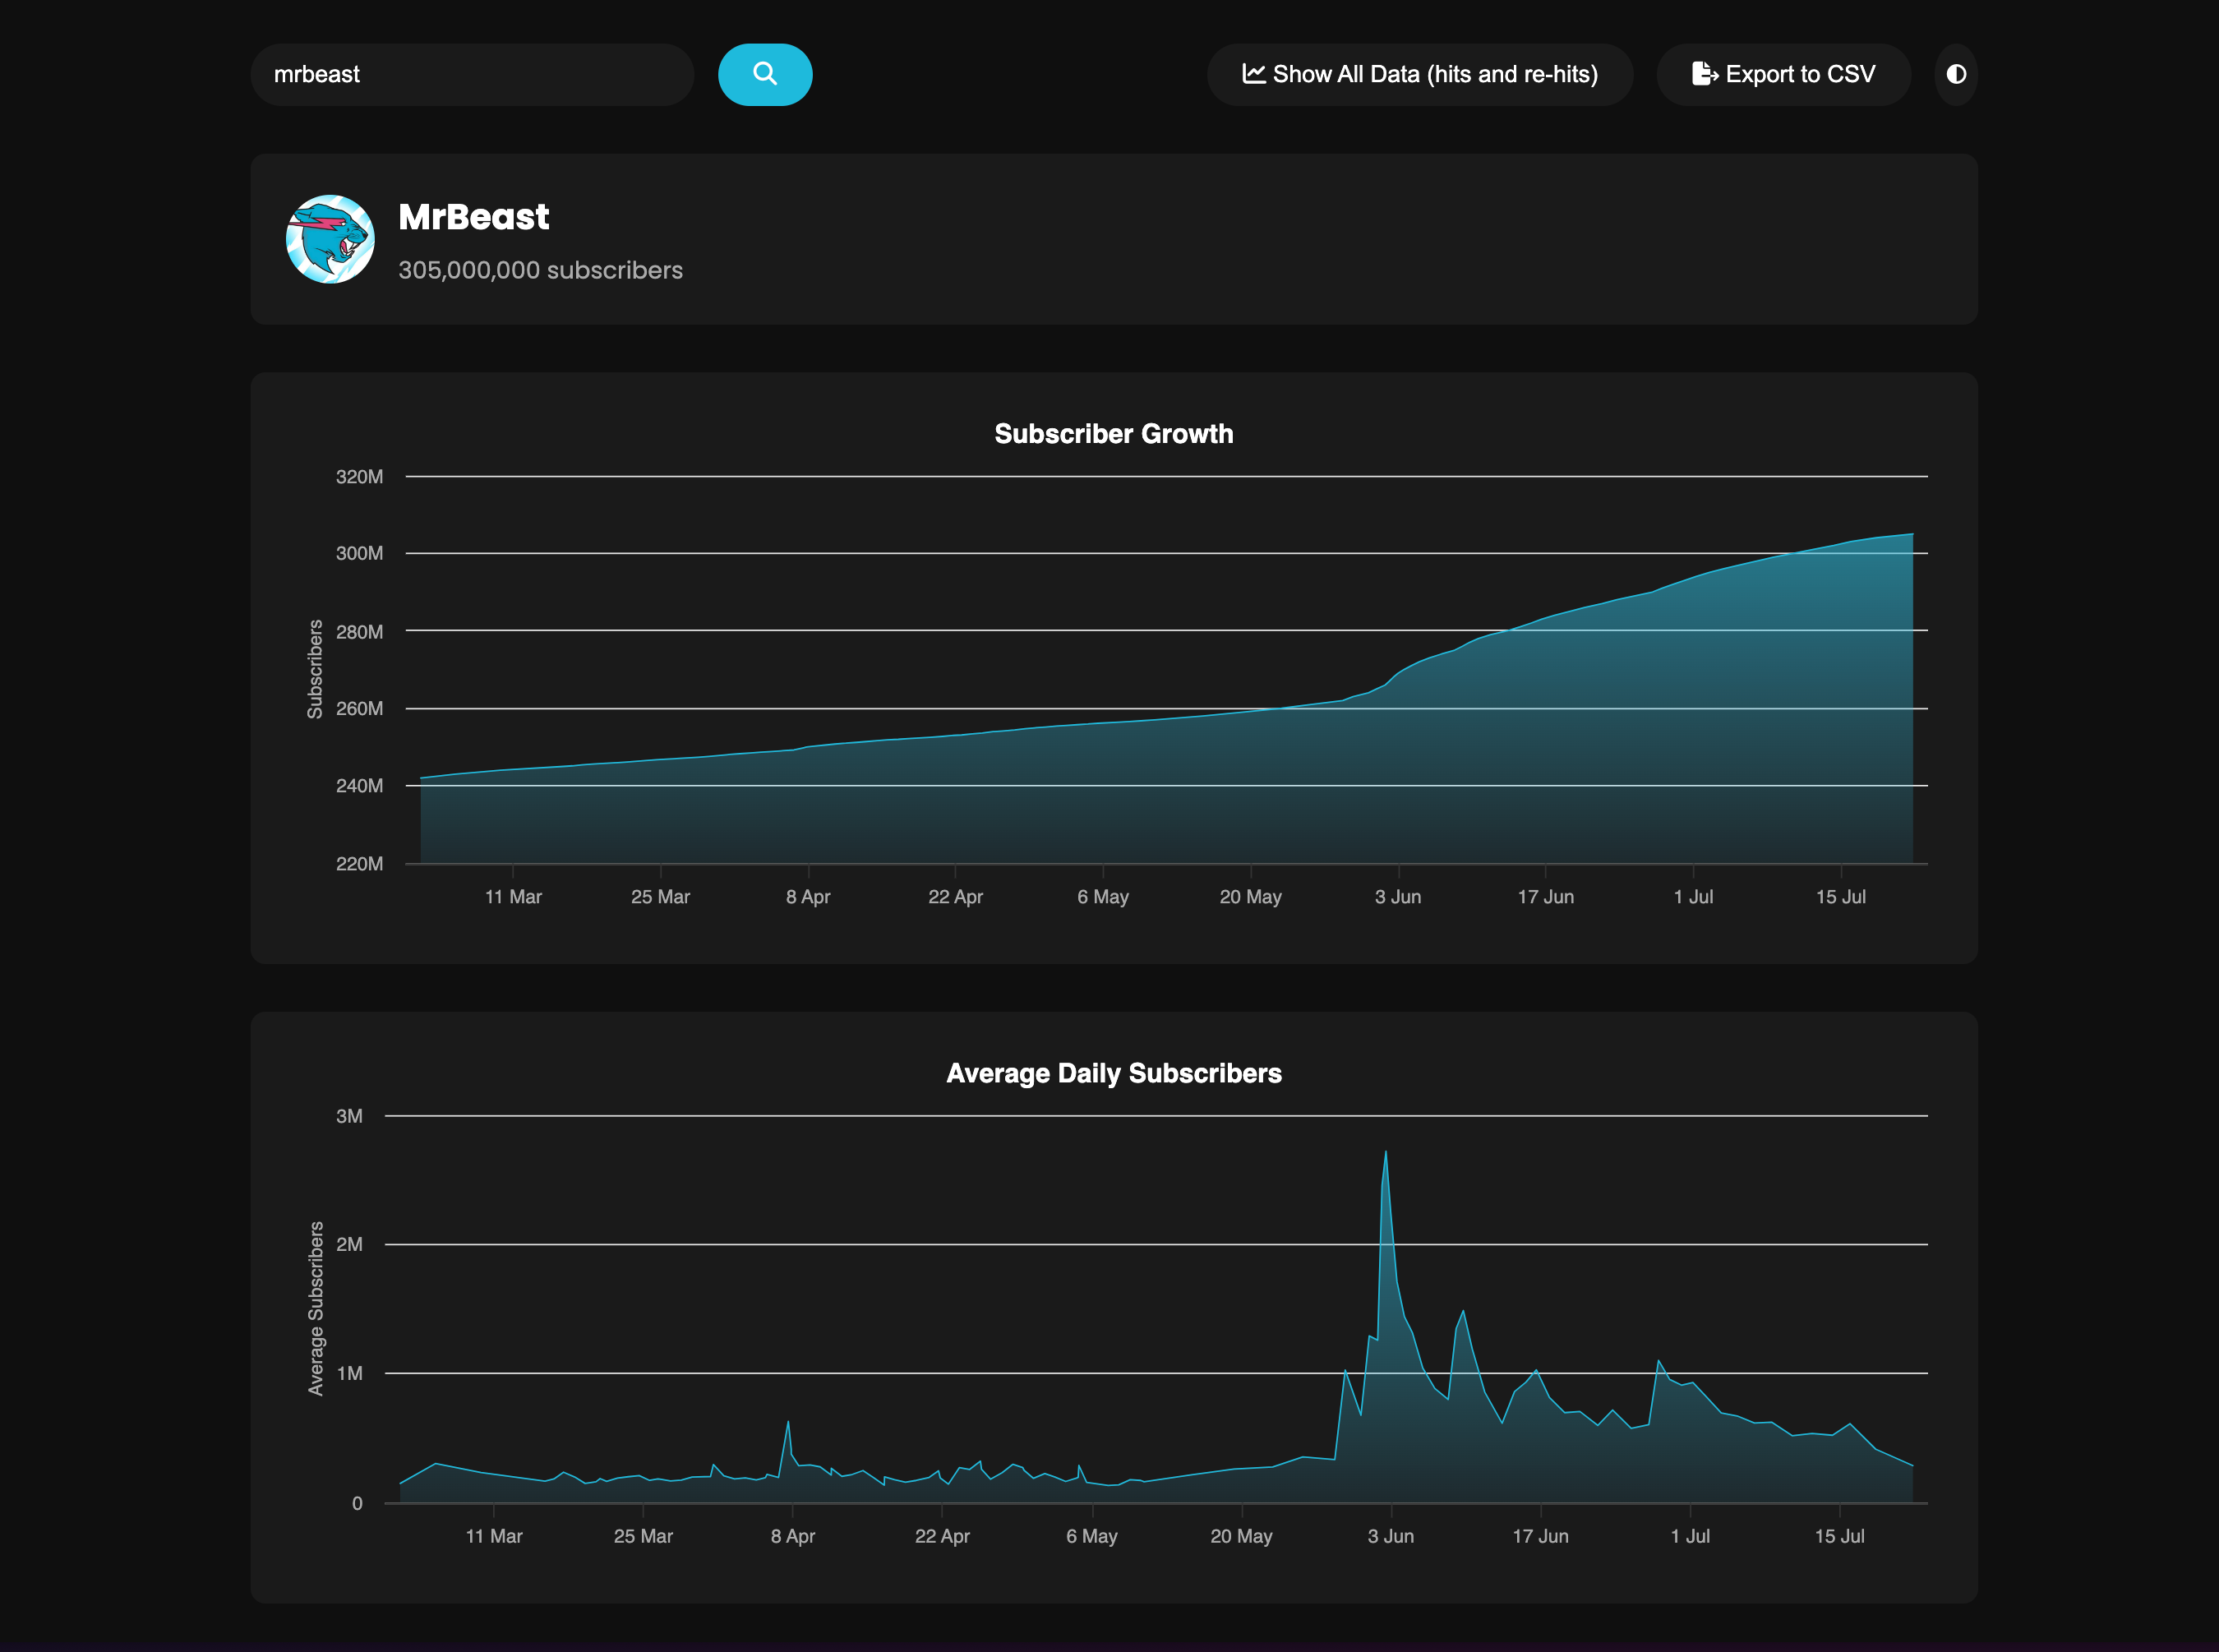 mrbeast
Show All Data (hits and re-hits)
Export to CSV
MrBeast
305,000,000 subscribers
Subscriber Growth
Subscribers
320M
300M
280M
260M
240M
220M
11 Mar 25 Mar 8 Apr 22 Apr 6 May 20 May 3 Jun 17 Jun 1 Jul 15 Jul
Average Daily Subscribers
Average Subscribers
3M
2M
1M
0
11 Mar 25 Mar 8 Apr 22 Apr 6 May 20 May 3 Jun 17 Jun 1 Jul 15 Jul